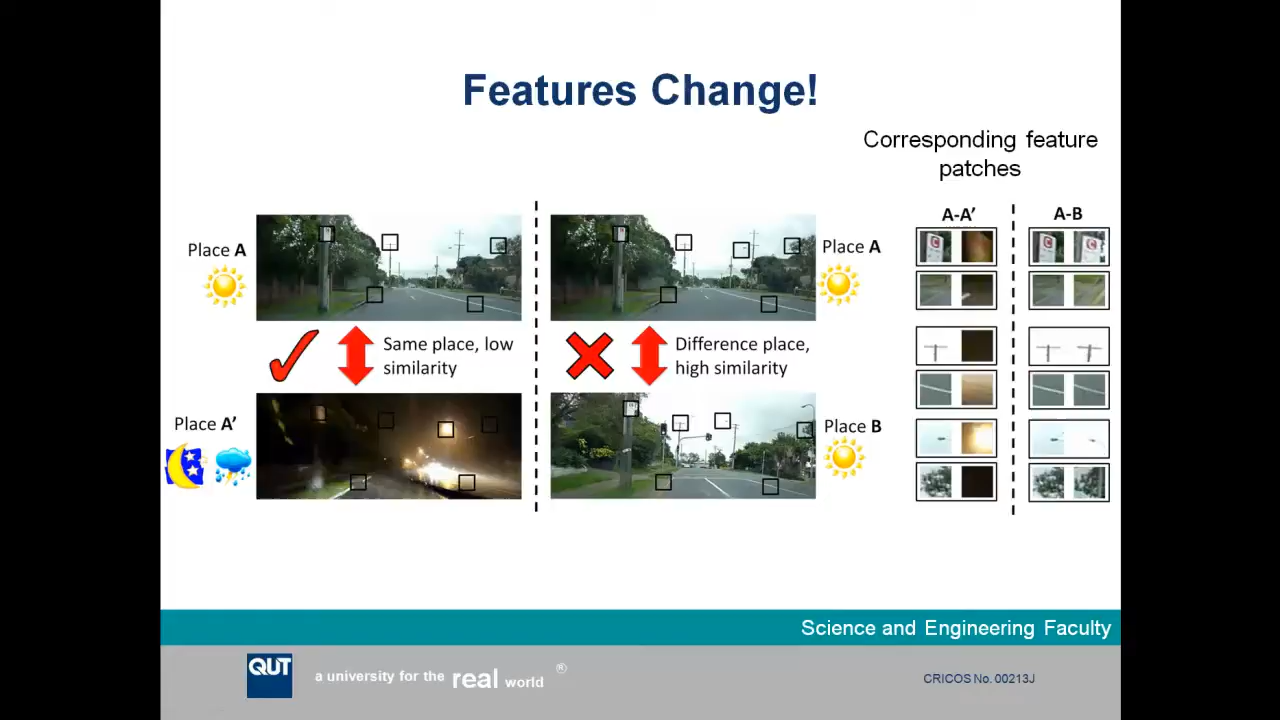 Features Change!
Corresponding feature
patches
A-A’
A-B
Place A
Place A
Same place, low
similarity
Difference place,
high similarity
Place A’
Place B
Science and Engineering Faculty
QUT
a university for the real world ®
CRICOS No. 00213J